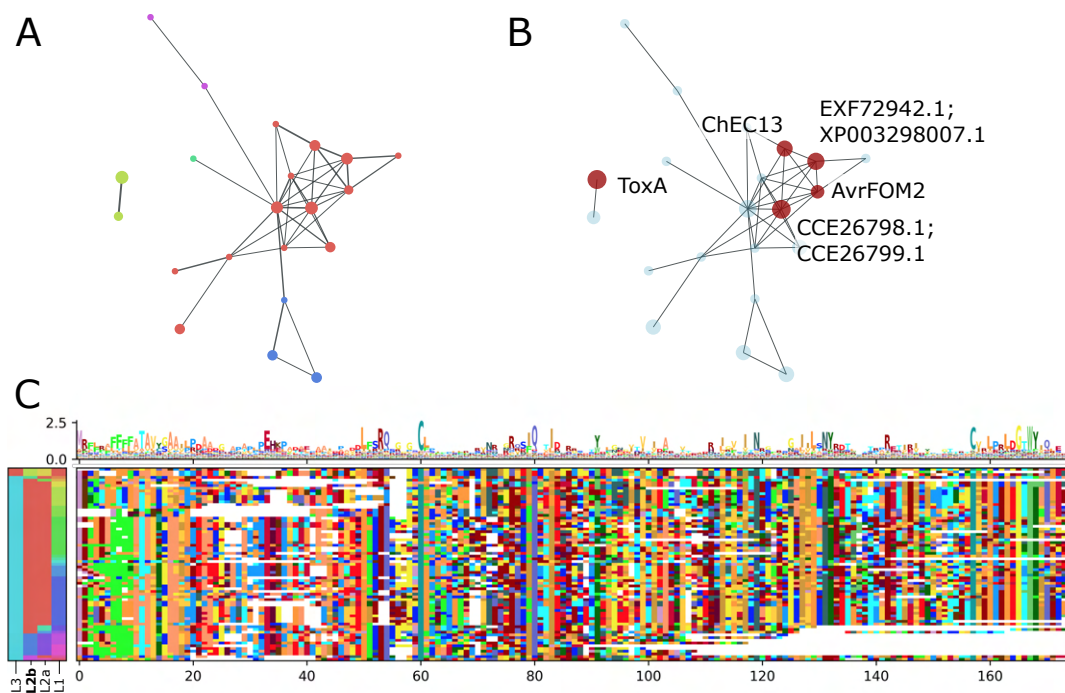 A
B
EXF72942.1;
XP003298007.1
ChEC13
ToxA
AvrFOM2
CCE26798.1;
CCE26799.1
C
2.5
0.0
L3
L2b
L2a
L1
0 20 40 60 80 100 120 140 160